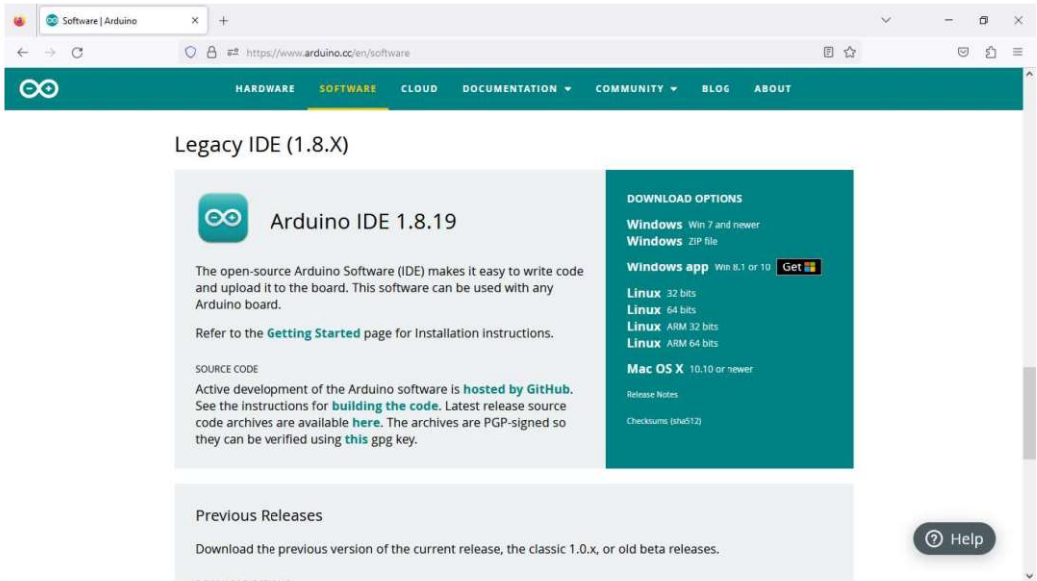 Software | Arduino
https://www.arduino.cc/en/software
HARDWARE SOFTWARE CLOUD DOCUMENTATION COMMUNITY BLOG ABOUT
Legacy IDE (1.8.X)
Arduino IDE 1.8.19
The open-source Arduino Software (IDE) makes it easy to write code
and upload it to the board. This software can be used with any
Arduino board.
Refer to the Getting Started page for Installation instructions.
SOURCE CODE
Active development of the Arduino software is hosted by GitHub.
See the instructions for building the code. Latest release source
code archives are available here. The archives are PGP-signed so
they can be verified using this gpg key.
DOWNLOAD OPTIONS
Windows Win 7 and newer
Windows ZIP file
Windows app Win 8.1 or 10 Get
Linux 32 bits
Linux 64 bits
Linux ARM 32 bits
Linux ARM 64 bits
Mac OS X 10.10 or newer
Release Notes
Checksums (sha512)
Previous Releases
Download the previous version of the current release, the classic 1.0.x, or old beta releases.
Help